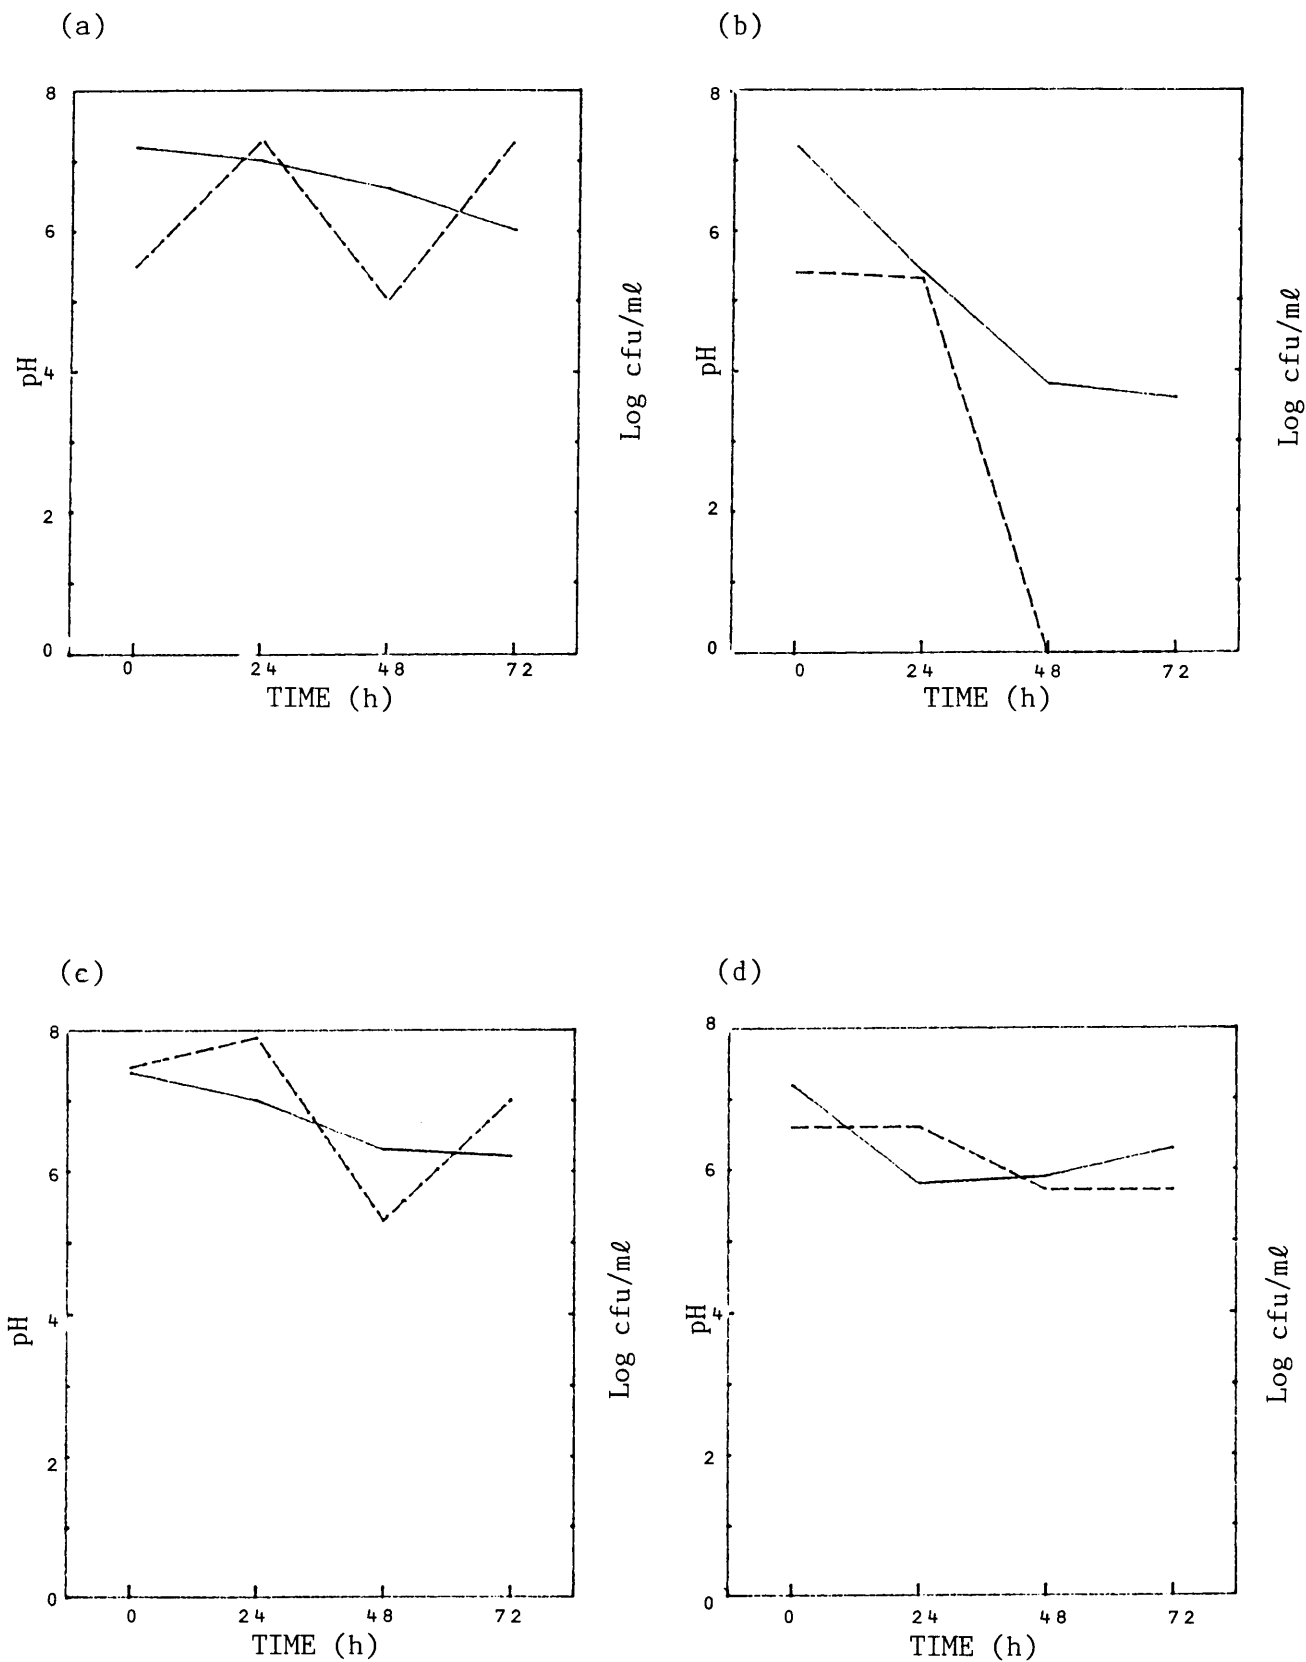 (a)
8
6
pH 4
2
0
0 24 48 72
TIME (h)
Log cfu/mℓ
(b)
8
6
pH
2
0
0 24 48 72
TIME (h)
Log cfu/mℓ
(c)
8
6
pH 4
2
0
0 24 48 72
TIME (h)
Log cfu/mℓ
(d)
8
6
pH 4
2
0
0 24 48 72
TIME (h)
Log cfu/mℓ